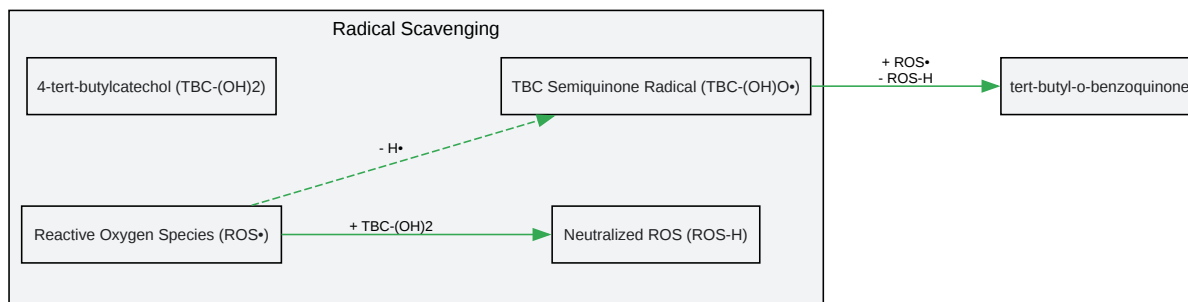 Radical Scavenging
4-tert-butylcatechol (TBC-(OH)2)
TBC Semiquinone Radical (TBC-(OH)O•)
+ ROS•
- ROS-H
tert-butyl-o-benzoquinone
- H•
Reactive Oxygen Species (ROS•)
+ TBC-(OH)2
Neutralized ROS (ROS-H)